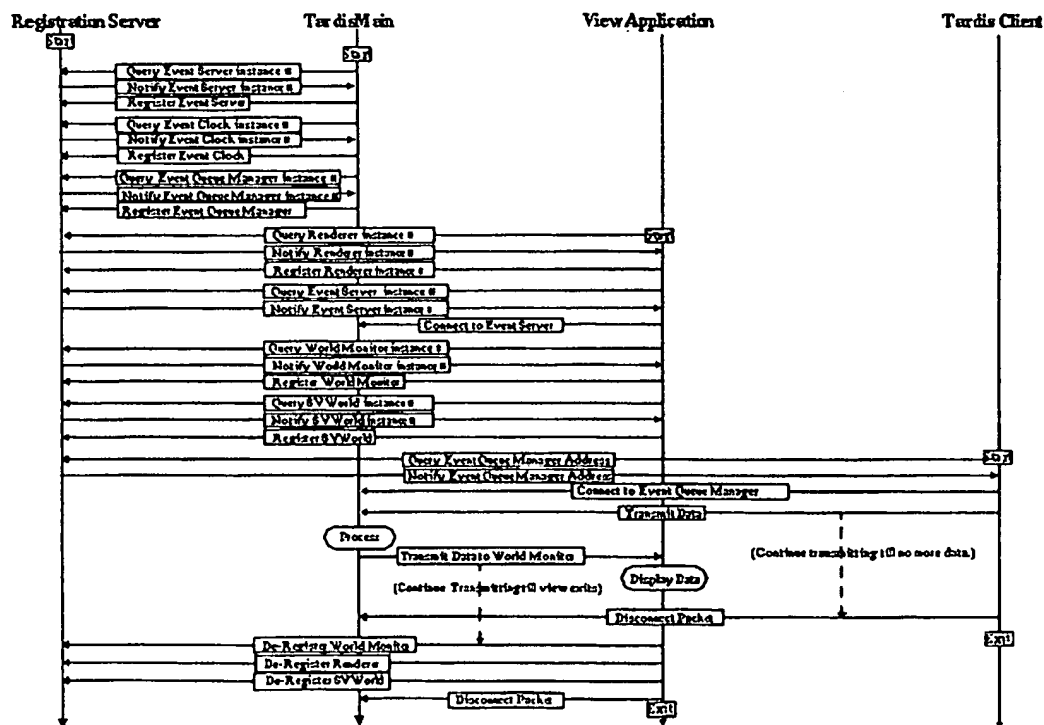 Registration Server TardisMain View Application Tardis Client
Start
Start
Query Event Server instance #
Notify Event Server instance #
Register Event Server
Query Event Clock instance #
Notify Event Clock instance #
Register Event Clock
Query Event Queue Manager instance #
Notify Event Queue Manager instance #
Register Event Queue Manager
Query Renderer instance # Start
Notify Renderer instance #
Register Renderer instance #
Query Event Server instance #
Notify Event Server instance #
Connect to Event Server
Query World Monitor instance #
Notify World Monitor instance #
Register World Monitor
Query SVWorld instance #
Notify SVWorld instance #
Register SVWorld
Query Event Queue Manager Address Start
Notify Event Queue Manager Address
Connect to Event Queue Manager
Transmit Data
Process
Transmit Data to World Monitor (Continue transmitting till no more data.)
Display Data
(Continue Transmitting till view exits)
Disconnect Packet
De-Register World Monitor Exit
De-Register Renderer
De-Register SVWorld
Disconnect Packet Exit